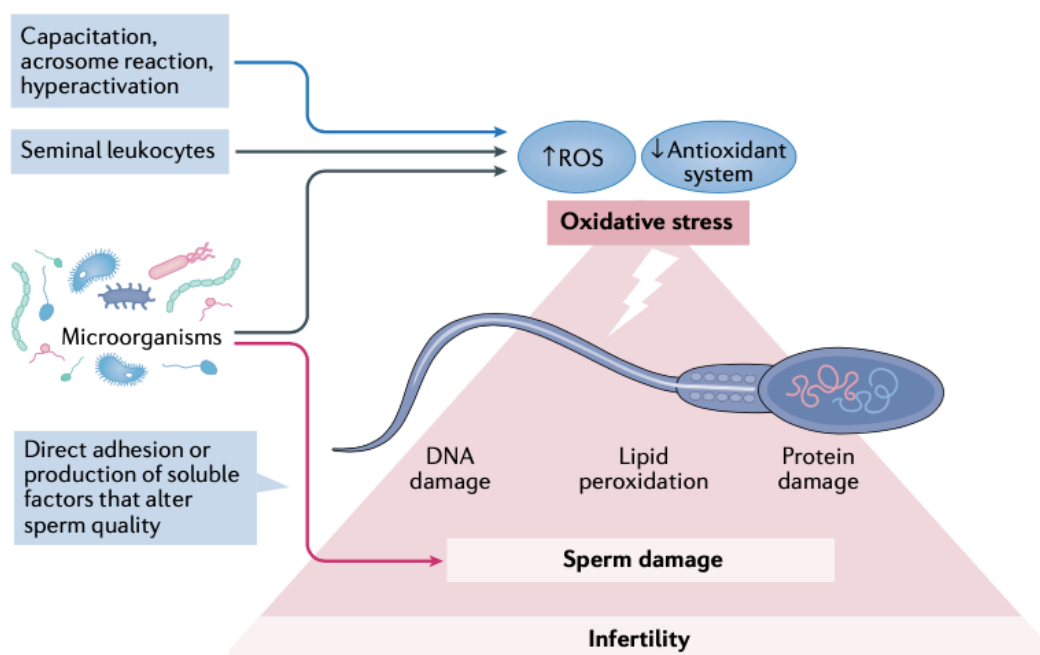 Capacitation,
acrosome reaction,
hyperactivation
Seminal leukocytes
↑ROS
↓Antioxidant
system
Oxidative stress
Microorganisms
Direct adhesion or
production of soluble
factors that alter
sperm quality
DNA
damage
Lipid
peroxidation
Protein
damage
Sperm damage
Infertility